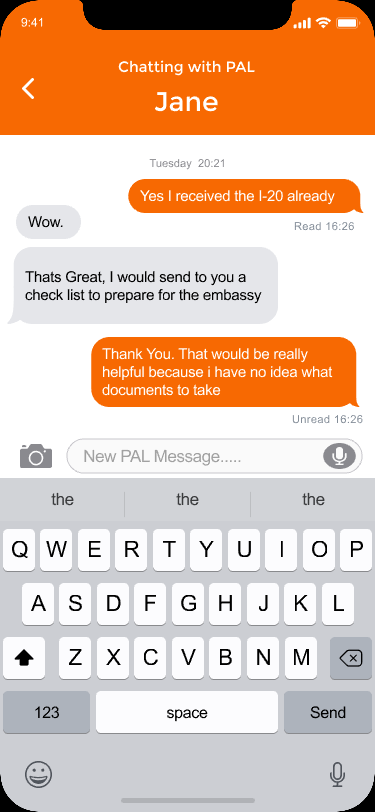 9:41
Chatting with PAL
Jane
Tuesday 20:21
Yes I received the I-20 already
Read 16:26
Wow.
Thats Great, I would send to you a
check list to prepare for the embassy
Thank You. That would be really
helpful because i have no idea what
documents to take
Unread 16:26
New PAL Message.....
the the the
Q W E R T Y U I O P
A S D F G H J K L
Z X C V B N M
123 space Send